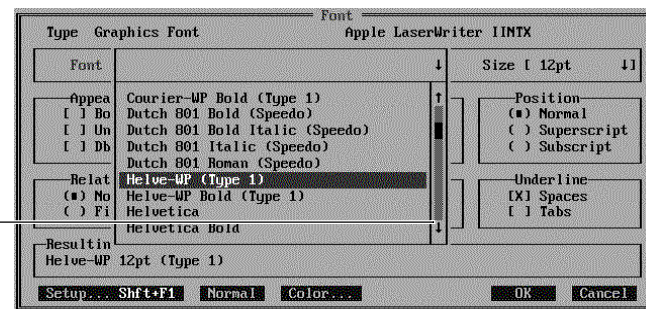 Font
Type Graphics Font Apple LaserWriter IINTX
Font ↓ Size [ 12pt ↓]
Appea Courier-WP Bold (Type 1) ↑ Position
[ ] Bo Dutch 801 Bold (Speedo) (■) Normal
[ ] Un Dutch 801 Bold Italic (Speedo) ( ) Superscript
[ ] Db Dutch 801 Italic (Speedo) ( ) Subscript
Dutch 801 Roman (Speedo)
Relat Helve-WP (Type 1) Underline
(■) No Helve-WP Bold (Type 1) [X] Spaces
( ) Fi Helvetica [ ] Tabs
Helvetica Bold ↓
Resultin
Helve-WP 12pt (Type 1)
Setup... Shft+F1 Normal Color... OK Cancel